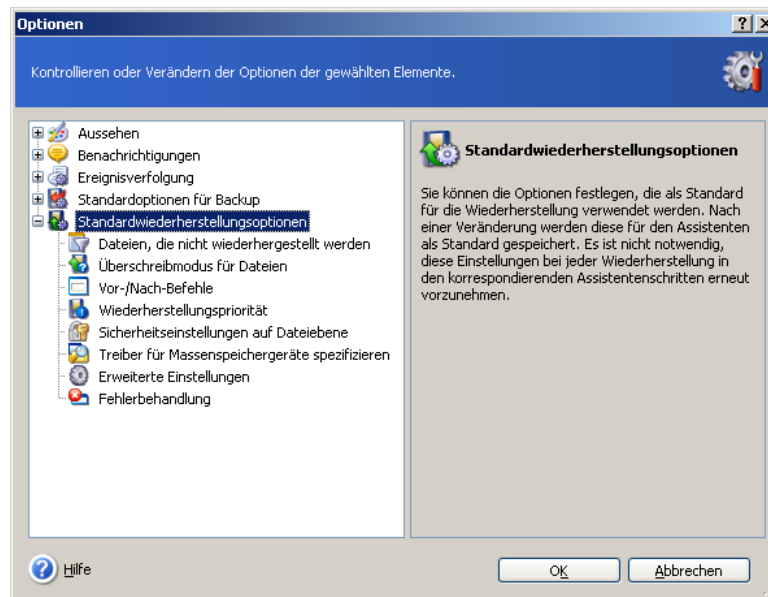 Optionen
Kontrollieren oder Verändern der Optionen der gewählten Elemente.
Aussehen
Benachrichtigungen
Ereignisverfolgung
Standardoptionen für Backup
Standardwiederherstellungsoptionen
Dateien, die nicht wiederhergestellt werden
Überschreibmodus für Dateien
Vor-/Nach-Befehle
Wiederherstellungspriorität
Sicherheitseinstellungen auf Dateiebene
Treiber für Massenspeichergeräte spezifizieren
Erweiterte Einstellungen
Fehlerbehandlung
Standardwiederherstellungsoptionen
Sie können die Optionen festlegen, die als Standard
für die Wiederherstellung verwendet werden. Nach
einer Veränderung werden diese für den Assistenten
als Standard gespeichert. Es ist nicht notwendig,
diese Einstellungen bei jeder Wiederherstellung in
den korrespondierenden Assistentenschritten erneut
vorzunehmen.
Hilfe
OK
Abbrechen